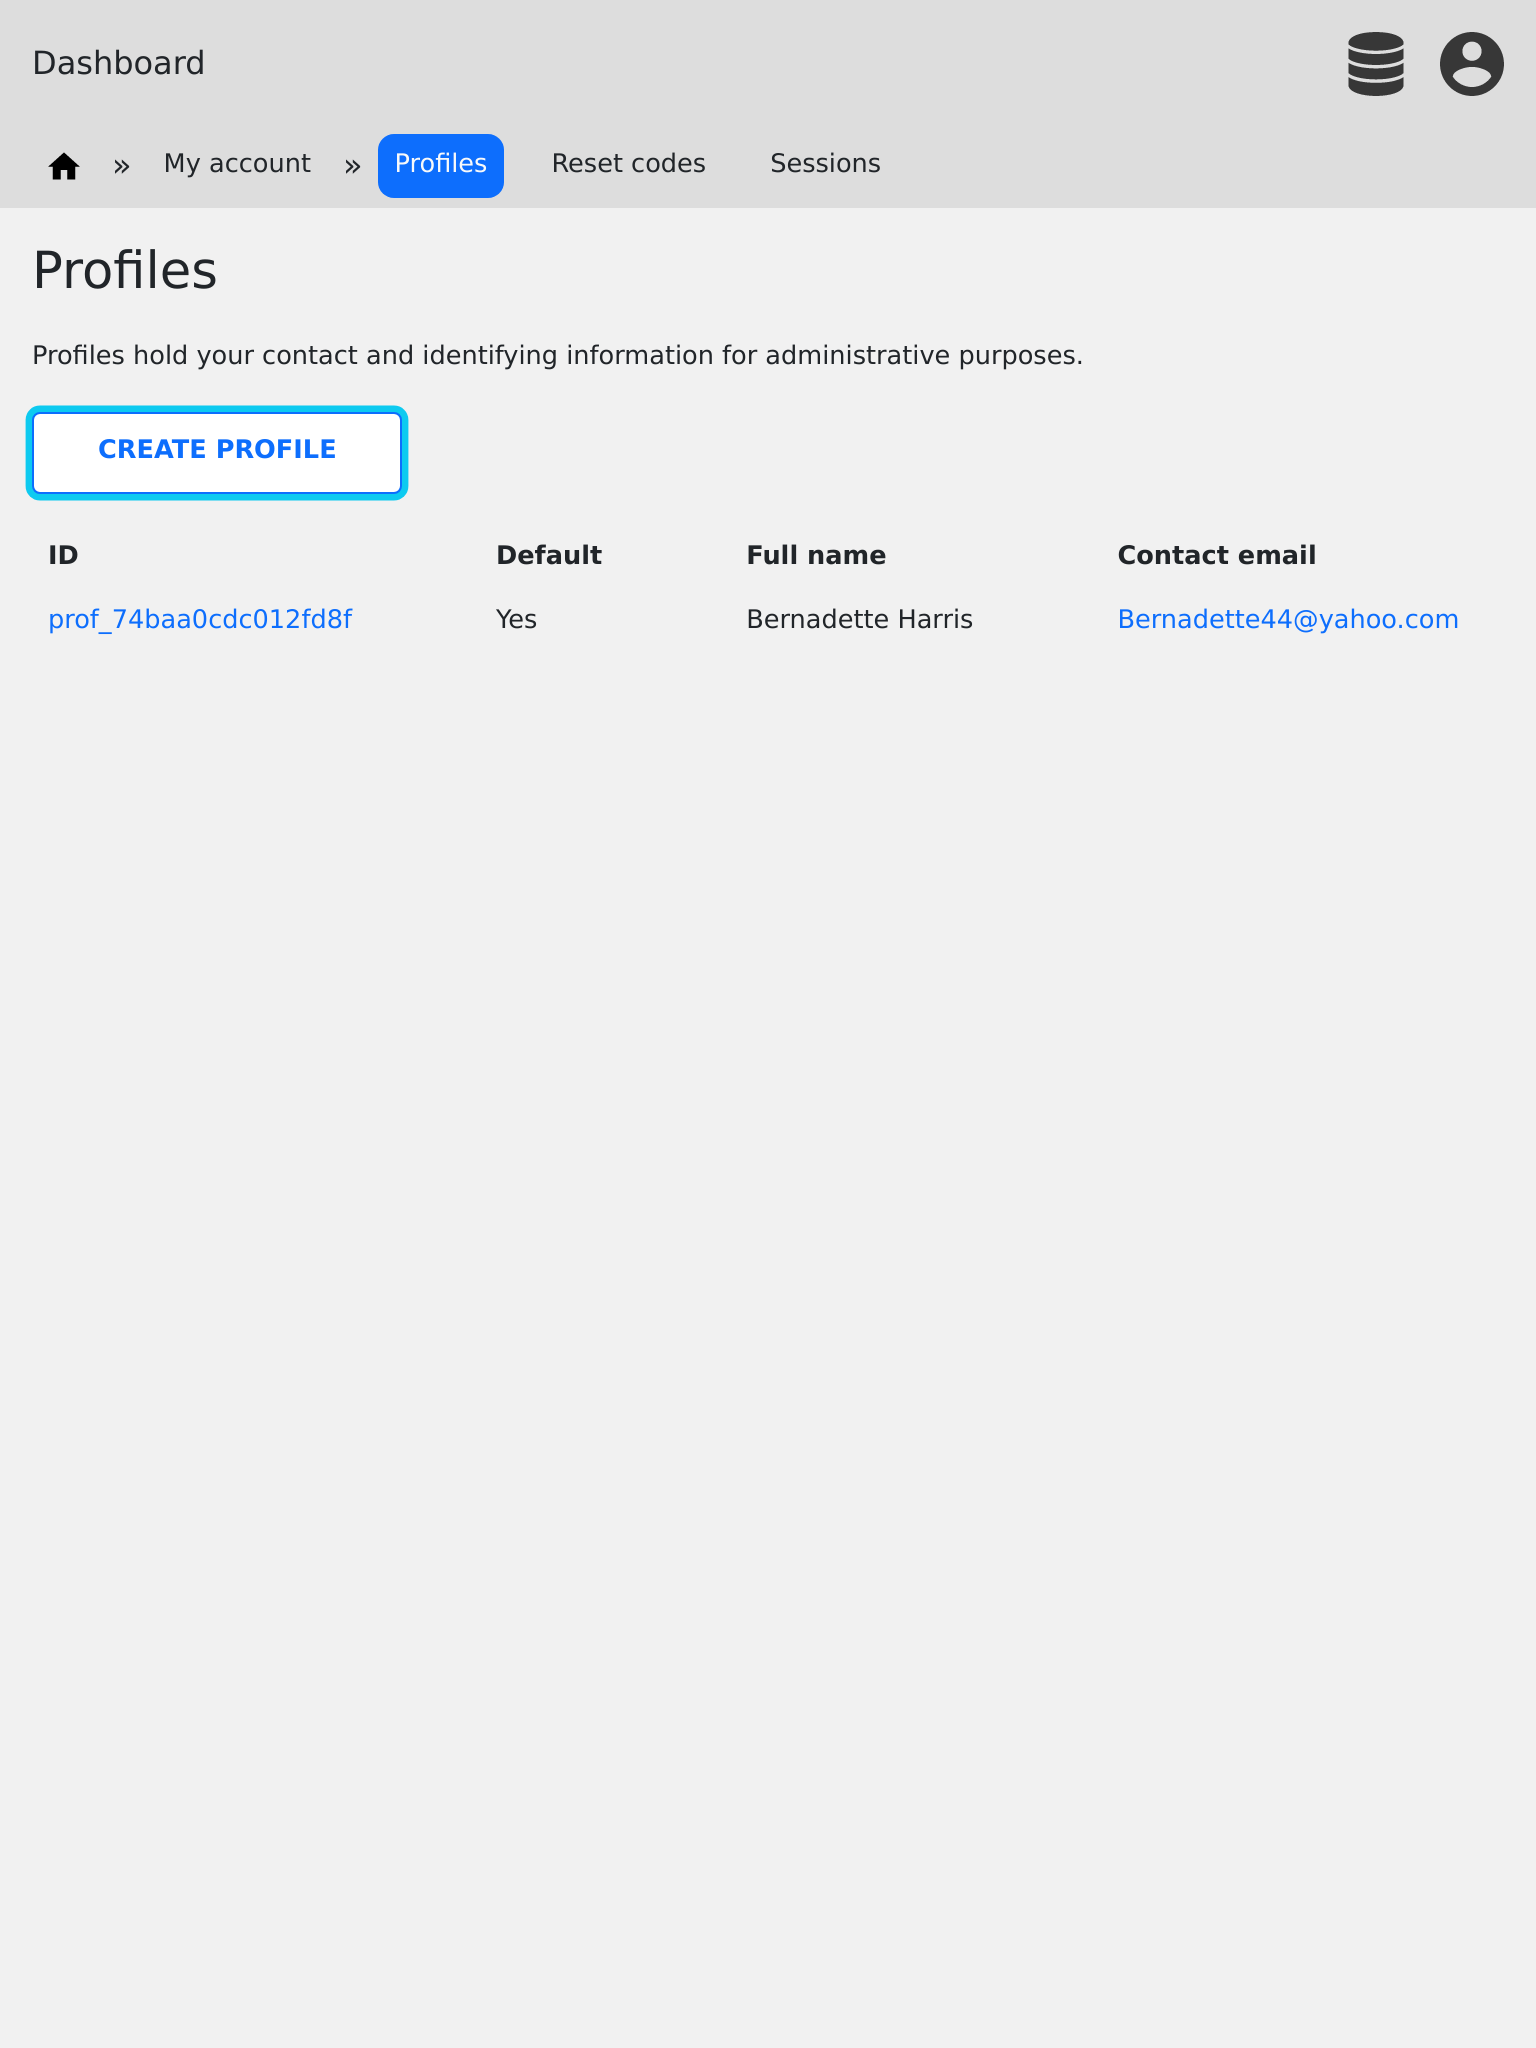 Dashboard
» My account » Profiles Reset codes Sessions
Profiles
Profiles hold your contact and identifying information for administrative purposes.
CREATE PROFILE
ID Default Full name Contact email
prof_74baa0cdc012fd8f Yes Bernadette Harris Bernadette44@yahoo.com